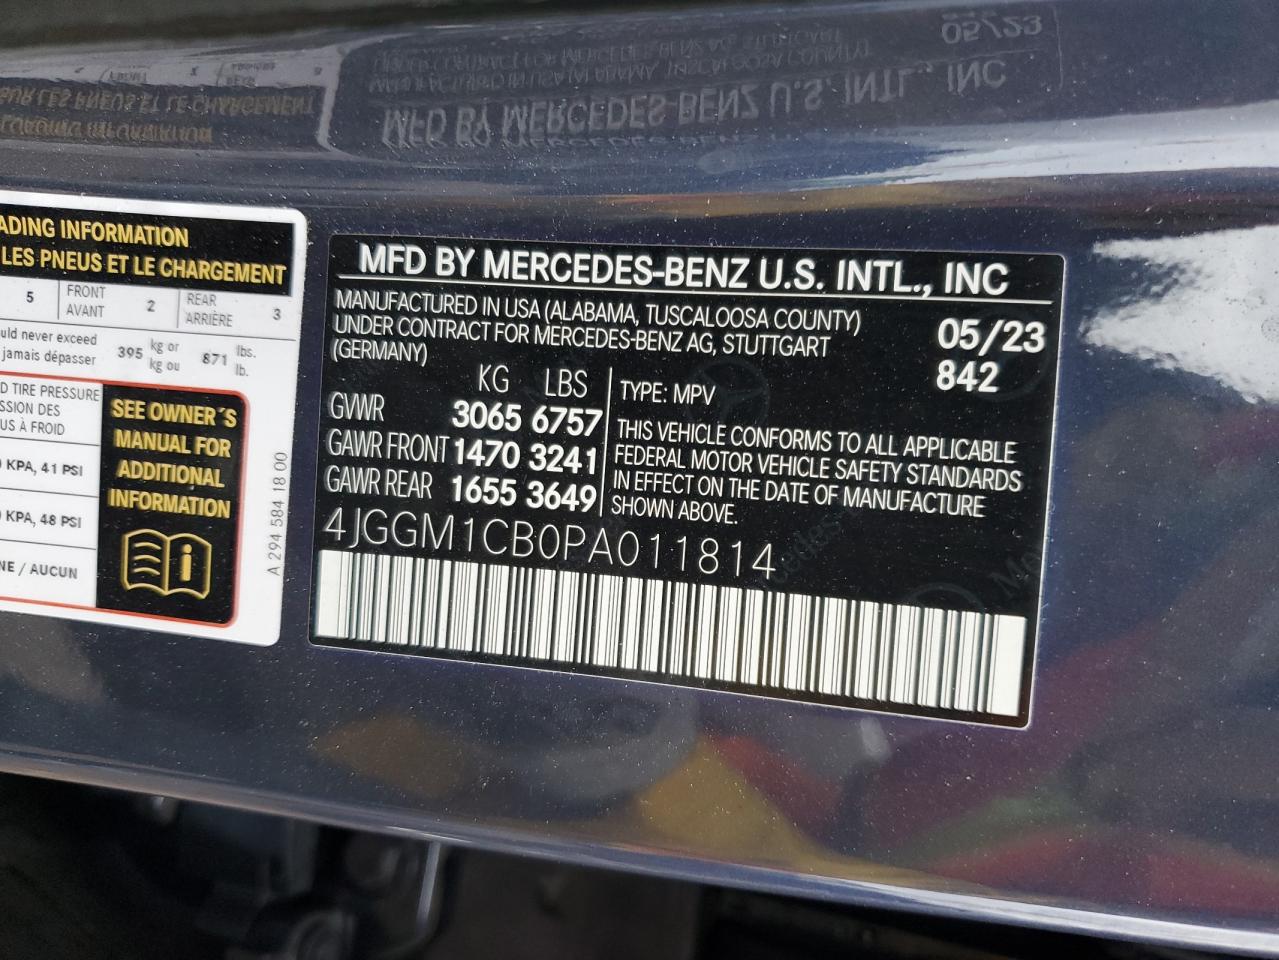 ADING INFORMATION
LES PNEUS ET LE CHARGEMENT
5 FRONT AVANT 2 REAR ARRIÈRE 3
uld never exceed
jamais dépasser 395 kg or kg ou 871 lbs. lb.
D TIRE PRESSURE
SSION DES
US À FROID
0 KPA, 41 PSI
0 KPA, 48 PSI
NE / AUCUN
SEE OWNER´S
MANUAL FOR
ADDITIONAL
INFORMATION
A 294 584 18 00
MFD BY MERCEDES-BENZ U.S. INTL., INC
MANUFACTURED IN USA (ALABAMA, TUSCALOOSA COUNTY)
UNDER CONTRACT FOR MERCEDES-BENZ AG, STUTTGART
(GERMANY)
05/23
842
KG LBS
GVWR 3065 6757
GAWR FRONT 1470 3241
GAWR REAR 1655 3649
TYPE: MPV
THIS VEHICLE CONFORMS TO ALL APPLICABLE
FEDERAL MOTOR VEHICLE SAFETY STANDARDS
IN EFFECT ON THE DATE OF MANUFACTURE
SHOWN ABOVE.
4JGGM1CB0PA011814